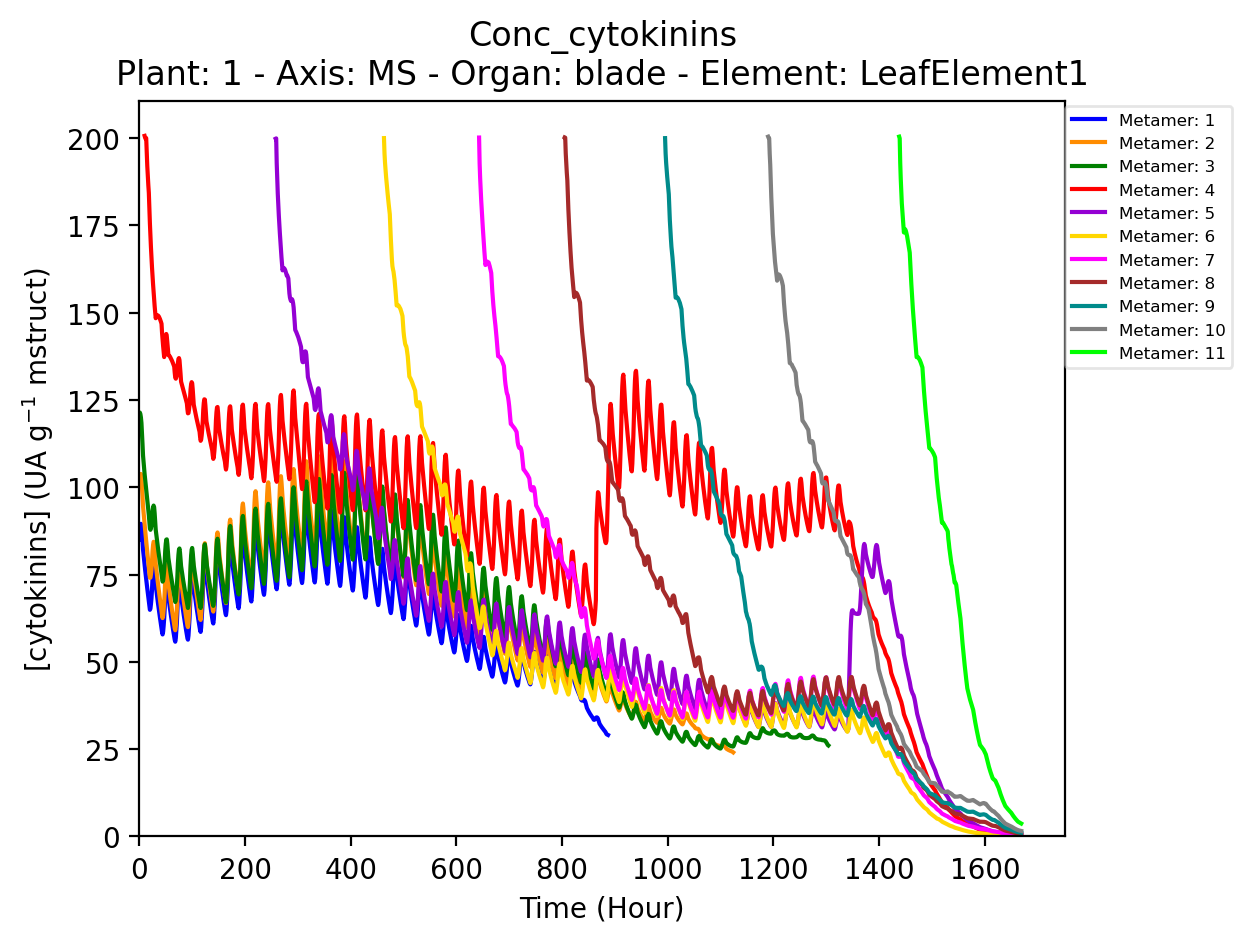 Conc_cytokinins
Plant: 1 - Axis: MS - Organ: blade - Element: LeafElement1
[cytokinins] (UA g⁻¹ mstruct)
200
175
150
125
100
75
50
25
0
0 200 400 600 800 1000 1200 1400 1600
Time (Hour)
Metamer: 1
Metamer: 2
Metamer: 3
Metamer: 4
Metamer: 5
Metamer: 6
Metamer: 7
Metamer: 8
Metamer: 9
Metamer: 10
Metamer: 11